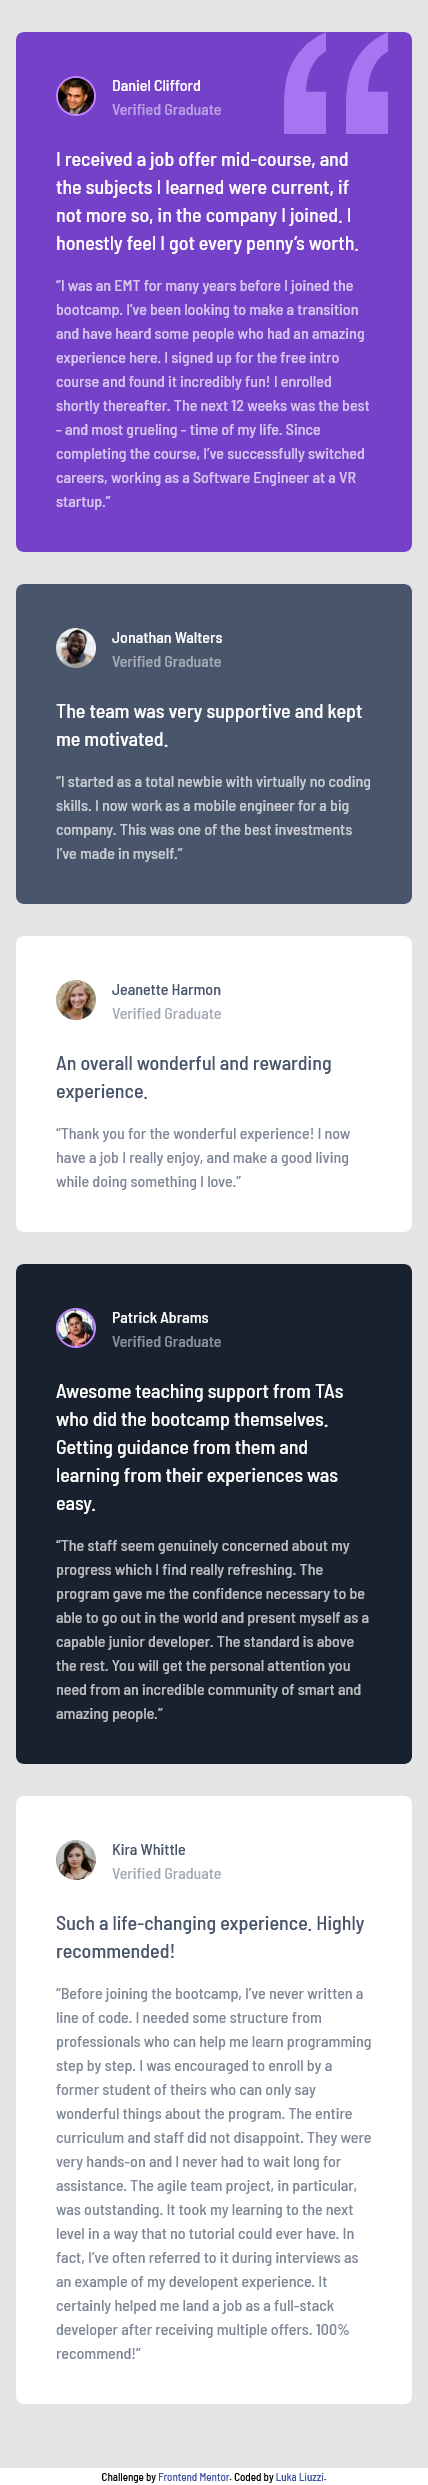 Daniel Clifford
Verified Graduate
I received a job offer mid-course, and
the subjects I learned were current, if
not more so, in the company I joined. I
honestly feel I got every penny’s worth.
“I was an EMT for many years before I joined the
bootcamp. I’ve been looking to make a transition
and have heard some people who had an amazing
experience here. I signed up for the free intro
course and found it incredibly fun! I enrolled
shortly thereafter. The next 12 weeks was the best
- and most grueling - time of my life. Since
completing the course, I’ve successfully switched
careers, working as a Software Engineer at a VR
startup.”
Jonathan Walters
Verified Graduate
The team was very supportive and kept
me motivated.
“I started as a total newbie with virtually no coding
skills. I now work as a mobile engineer for a big
company. This was one of the best investments
I’ve made in myself.”
Jeanette Harmon
Verified Graduate
An overall wonderful and rewarding
experience.
“Thank you for the wonderful experience! I now
have a job I really enjoy, and make a good living
while doing something I love.”
Patrick Abrams
Verified Graduate
Awesome teaching support from TAs
who did the bootcamp themselves.
Getting guidance from them and
learning from their experiences was
easy.
“The staff seem genuinely concerned about my
progress which I find really refreshing. The
program gave me the confidence necessary to be
able to go out in the world and present myself as a
capable junior developer. The standard is above
the rest. You will get the personal attention you
need from an incredible community of smart and
amazing people.”
Kira Whittle
Verified Graduate
Such a life-changing experience. Highly
recommended!
“Before joining the bootcamp, I’ve never written a
line of code. I needed some structure from
professionals who can help me learn programming
step by step. I was encouraged to enroll by a
former student of theirs who can only say
wonderful things about the program. The entire
curriculum and staff did not disappoint. They were
very hands-on and I never had to wait long for
assistance. The agile team project, in particular,
was outstanding. It took my learning to the next
level in a way that no tutorial could ever have. In
fact, I’ve often referred to it during interviews as
an example of my developent experience. It
certainly helped me land a job as a full-stack
developer after receiving multiple offers. 100%
recommend!”
Challenge by Frontend Mentor. Coded by Luka Liuzzi.